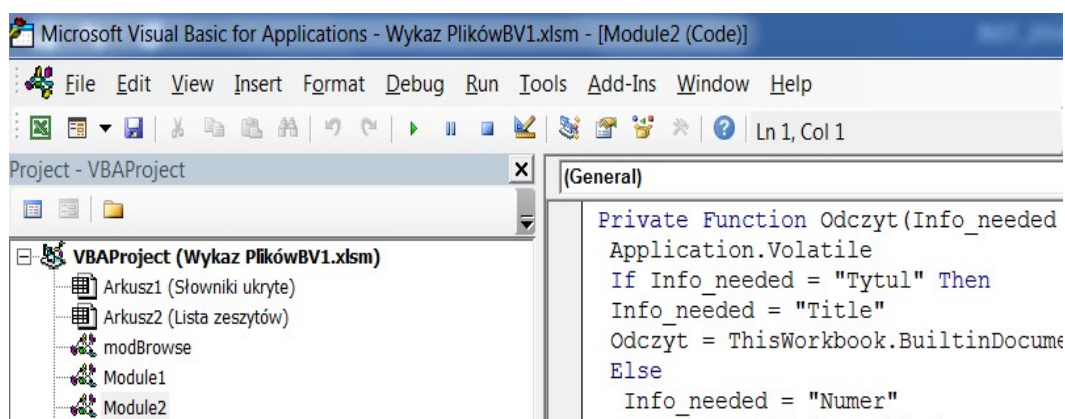 Microsoft Visual Basic for Applications - Wykaz PlikówBV1.xlsm - [Module2 (Code)]
File Edit View Insert Format Debug Run Tools Add-Ins Window Help
Ln 1, Col 1
Project - VBAProject
(General)
VBAProject (Wykaz PlikówBV1.xlsm)
Arkusz1 (Słowniki ukryte)
Arkusz2 (Lista zeszytów)
modBrowse
Module1
Module2
Private Function Odczyt(Info_needed
Application.Volatile
If Info_needed = "Tytul" Then
Info_needed = "Title"
Odczyt = ThisWorkbook.BuiltinDocume
Else
Info_needed = "Numer"